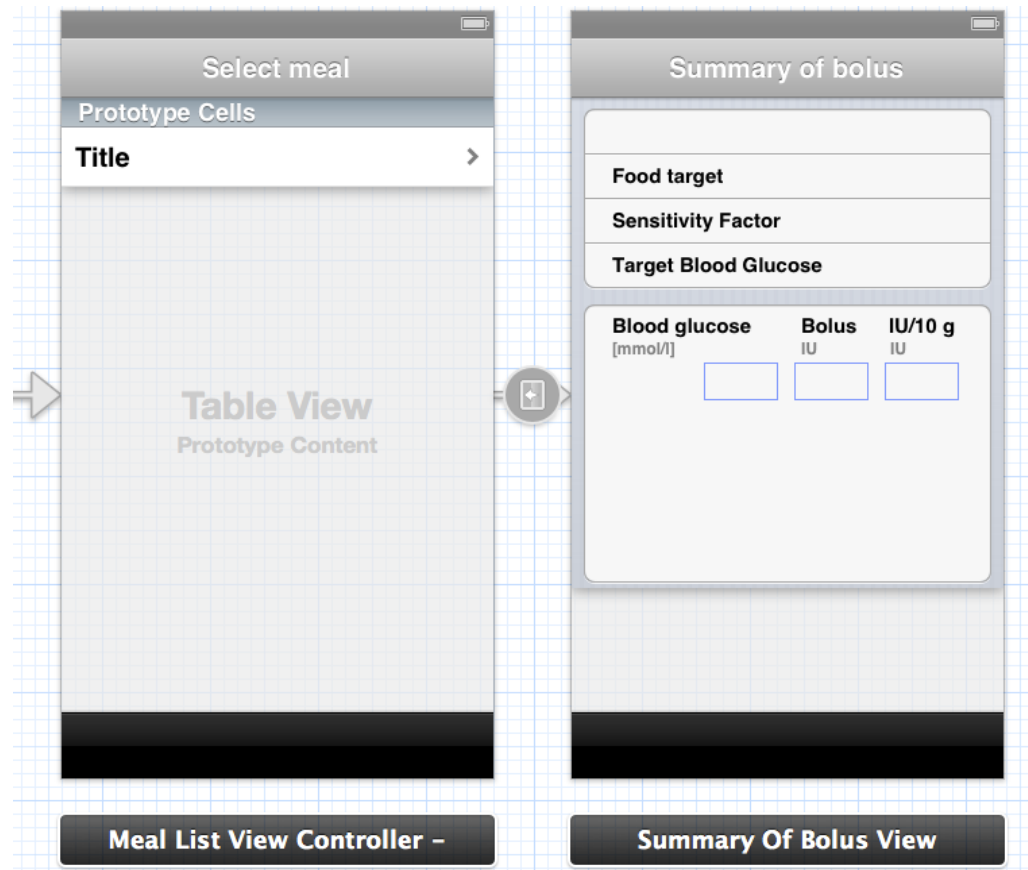 Select meal
Prototype Cells
Title
Table View
Prototype Content
Meal List View Controller –
Summary of bolus
Food target
Sensitivity Factor
Target Blood Glucose
Blood glucose Bolus IU/10 g
[mmol/l] IU IU
Summary Of Bolus View